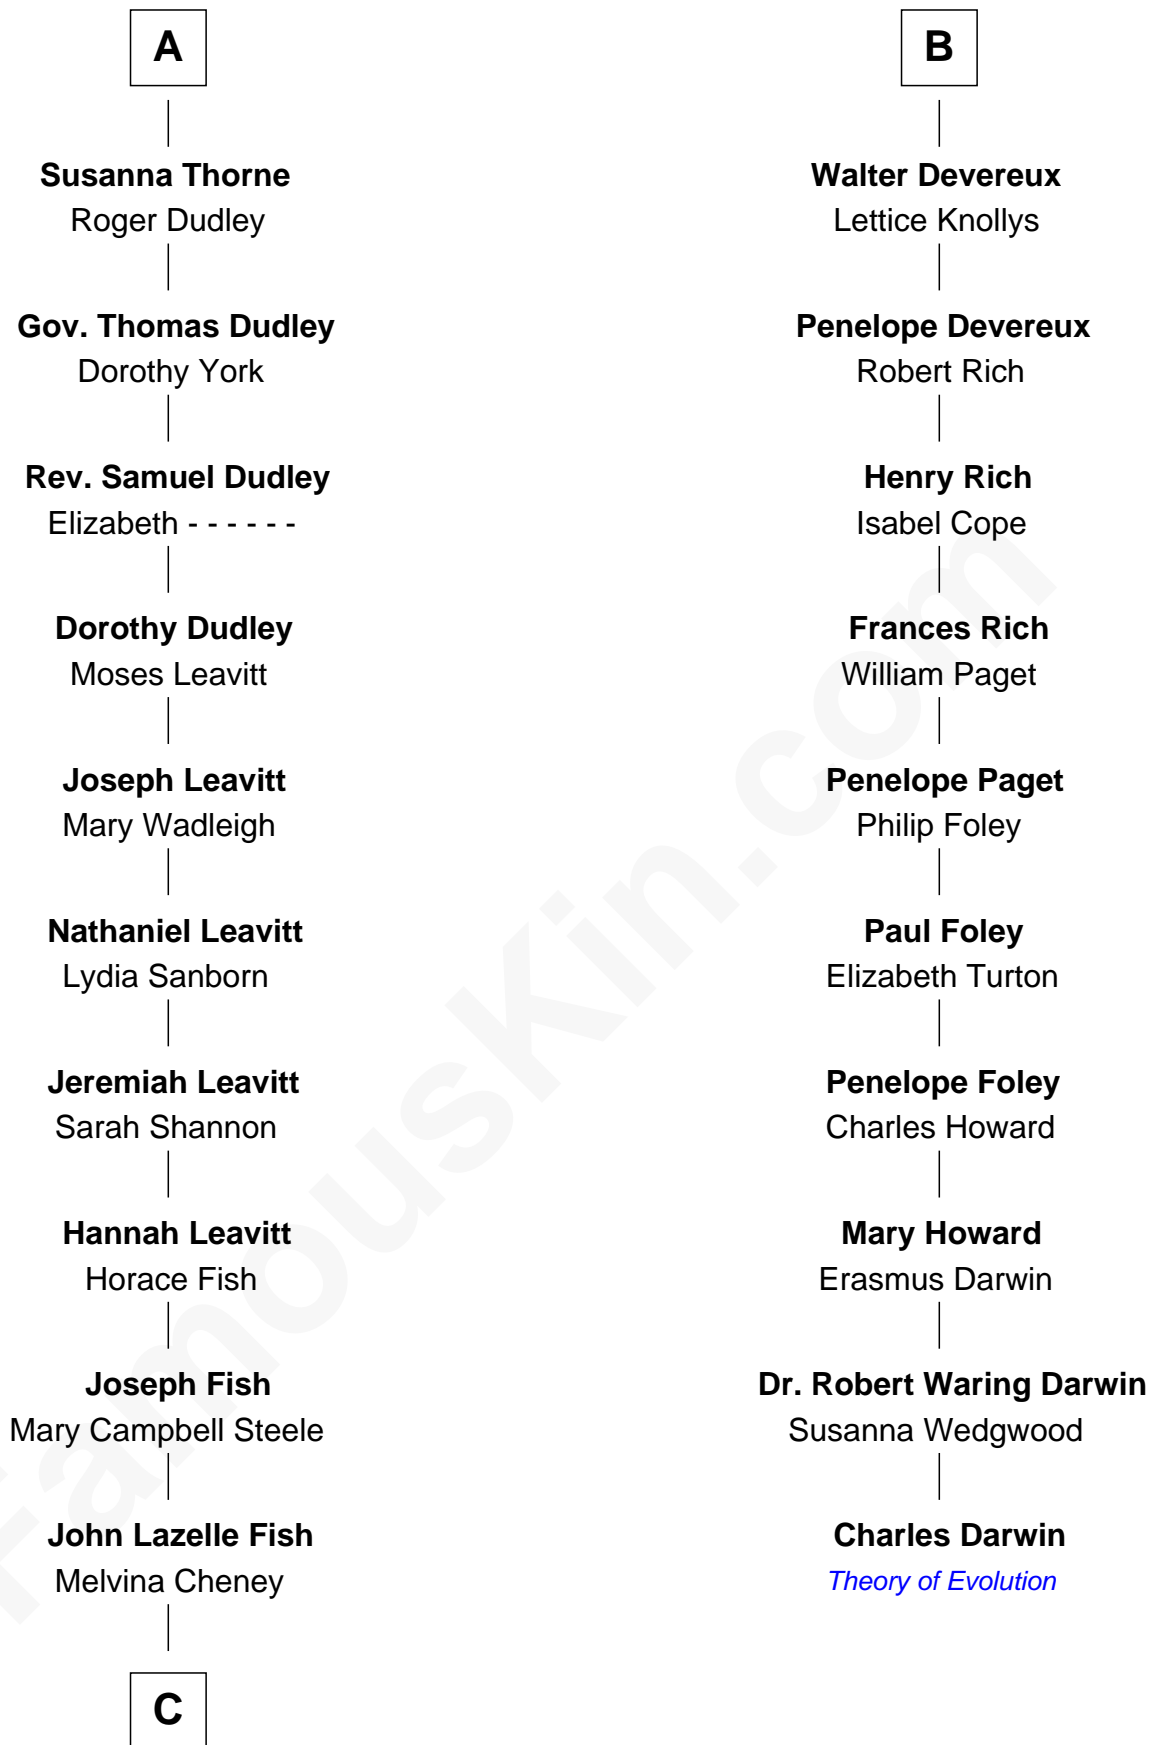 A
Susanna Thorne
Roger Dudley
Gov. Thomas Dudley
Dorothy York
Rev. Samuel Dudley
Elizabeth - - - - - -
Dorothy Dudley
Moses Leavitt
Joseph Leavitt
Mary Wadleigh
Nathaniel Leavitt
Lydia Sanborn
Jeremiah Leavitt
Sarah Shannon
Hannah Leavitt
Horace Fish
Joseph Fish
Mary Campbell Steele
John Lazelle Fish
Melvina Cheney
C
B
Walter Devereux
Lettice Knollys
Penelope Devereux
Robert Rich
Henry Rich
Isabel Cope
Frances Rich
William Paget
Penelope Paget
Philip Foley
Paul Foley
Elizabeth Turton
Penelope Foley
Charles Howard
Mary Howard
Erasmus Darwin
Dr. Robert Waring Darwin
Susanna Wedgwood
Charles Darwin
Theory of Evolution
FamousKin.com